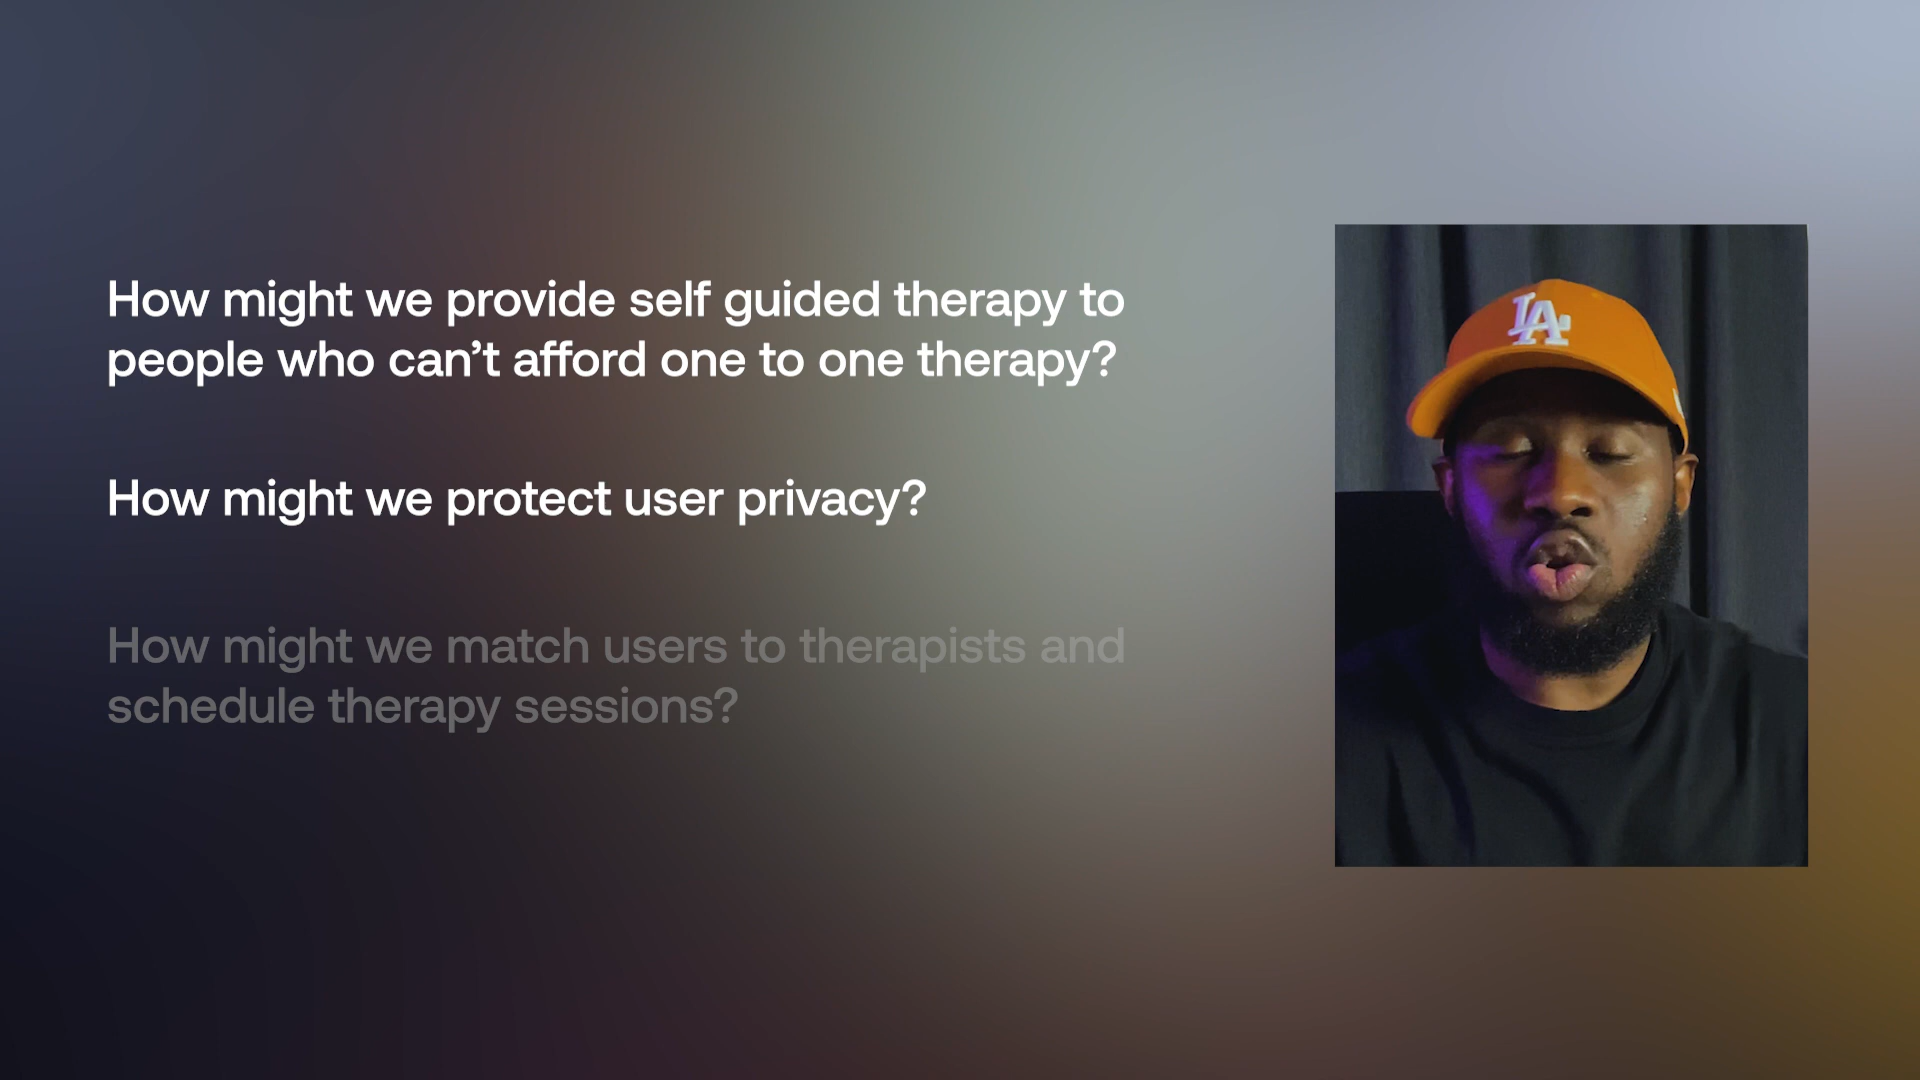 How might we provide self guided therapy to
people who can’t afford one to one therapy?
How might we protect user privacy?
How might we match users to therapists and
schedule therapy sessions?
LA